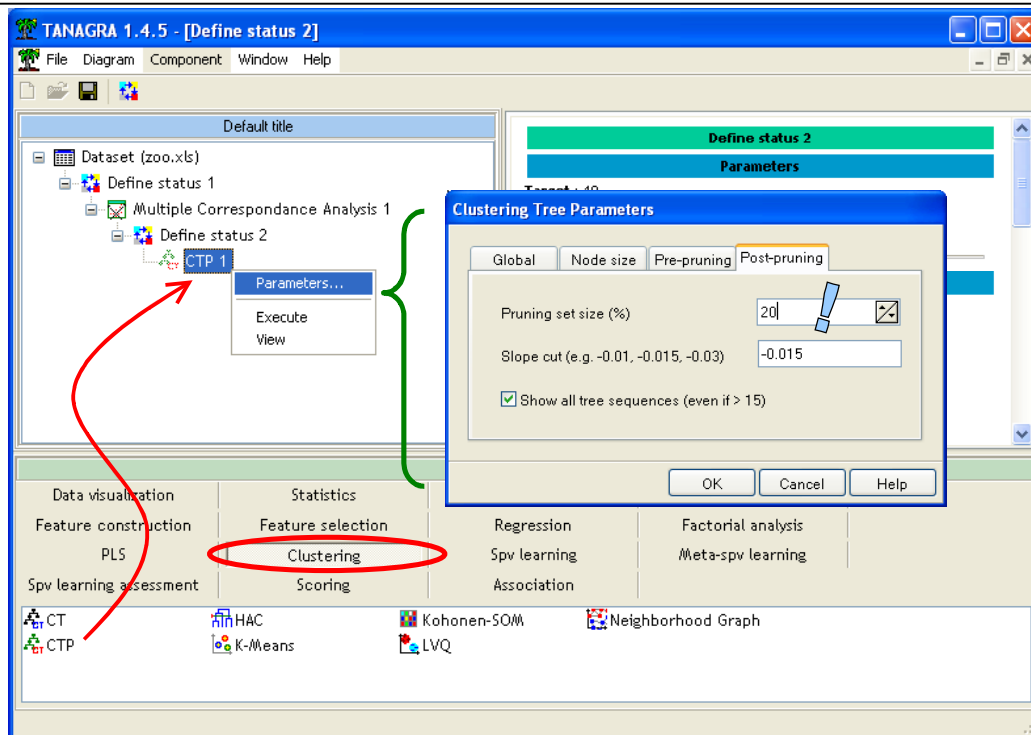 TANAGRA 1.4.5 - [Define status 2]
File Diagram Component Window Help
Default title
Dataset (zoo.xls)
Define status 1
Multiple Correspondance Analysis 1
Define status 2
CTP 1
Parameters...
Execute
View
Define status 2
Parameters
Clustering Tree Parameters
Global Node size Pre-pruning Post-pruning
Pruning set size (%) 20
Slope cut (e.g. -0.01, -0.015, -0.03) -0.015
Show all tree sequences (even if > 15)
OK Cancel Help
Data visualization Statistics
Feature construction Feature selection Regression Factorial analysis
PLS Clustering Spv learning Meta-spv learning
Spv learning assessment Scoring Association
CT HAC Kohonen-SOM Neighborhood Graph
CTP K-Means LVQ